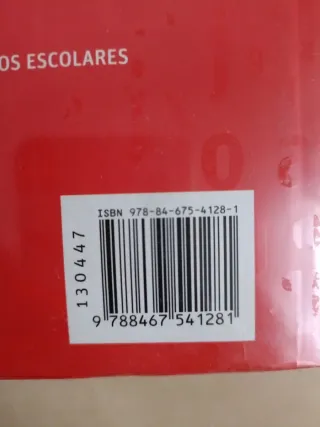 OS ESCOLARES
ISBN 978-84-675-4128-1
130447
9 788467 541281